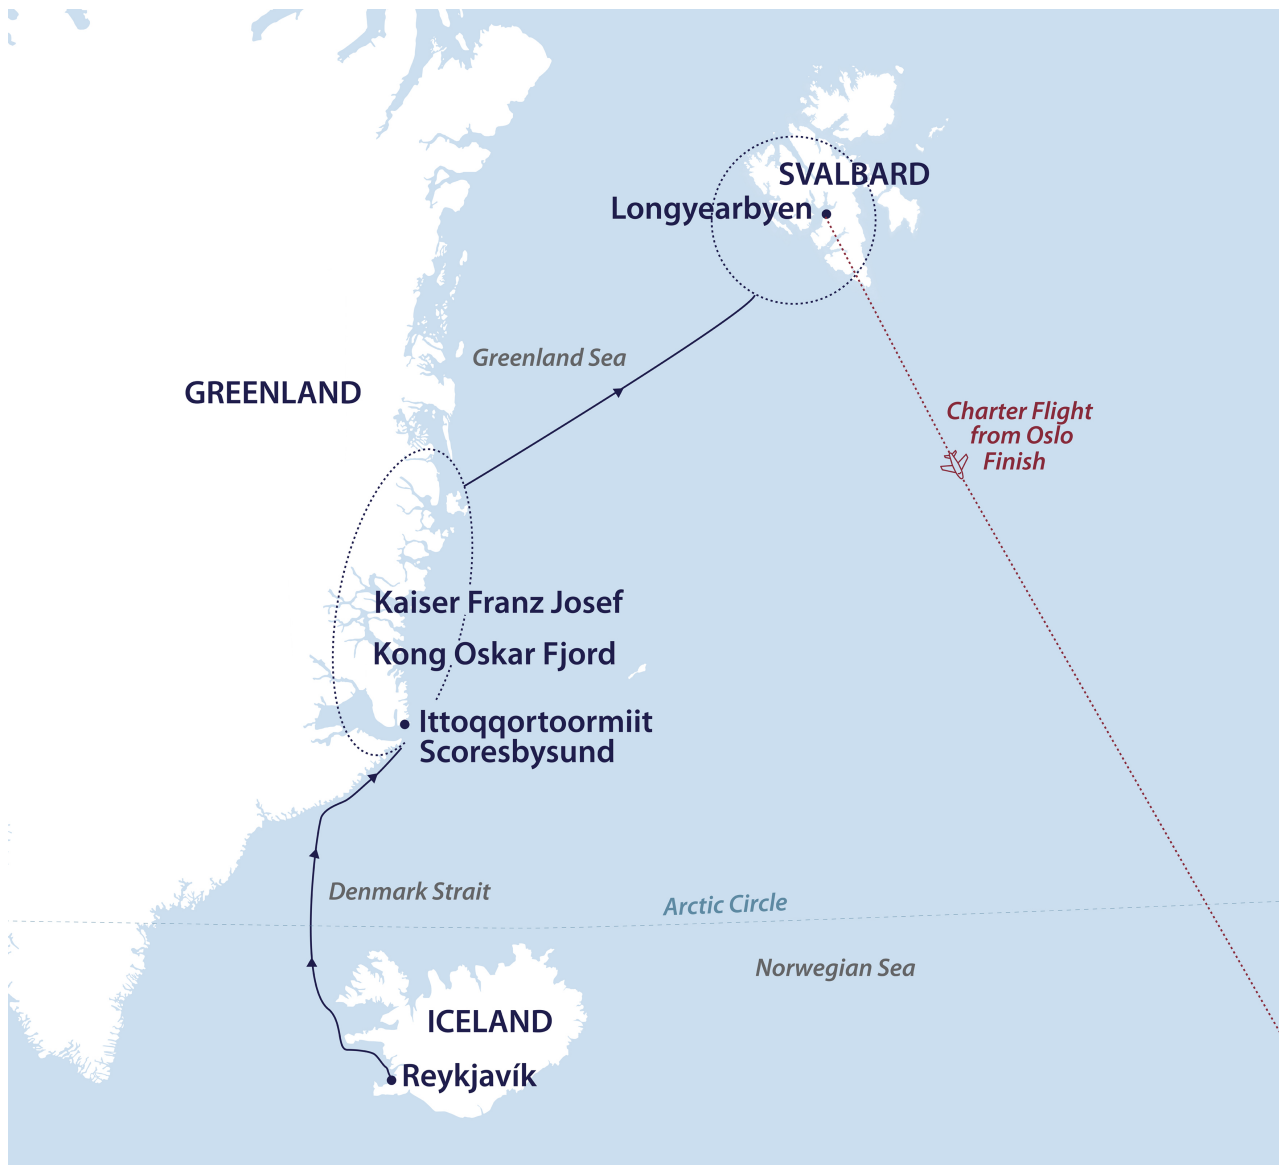 SVALBARD
Longyearbyen
Greenland Sea
GREENLAND
Charter Flight
from Oslo
Finish
Kaiser Franz Josef
Kong Oskar Fjord
Ittoqqortoormiit
Scoresbysund
Denmark Strait
Arctic Circle
Norwegian Sea
ICELAND
Reykjavík